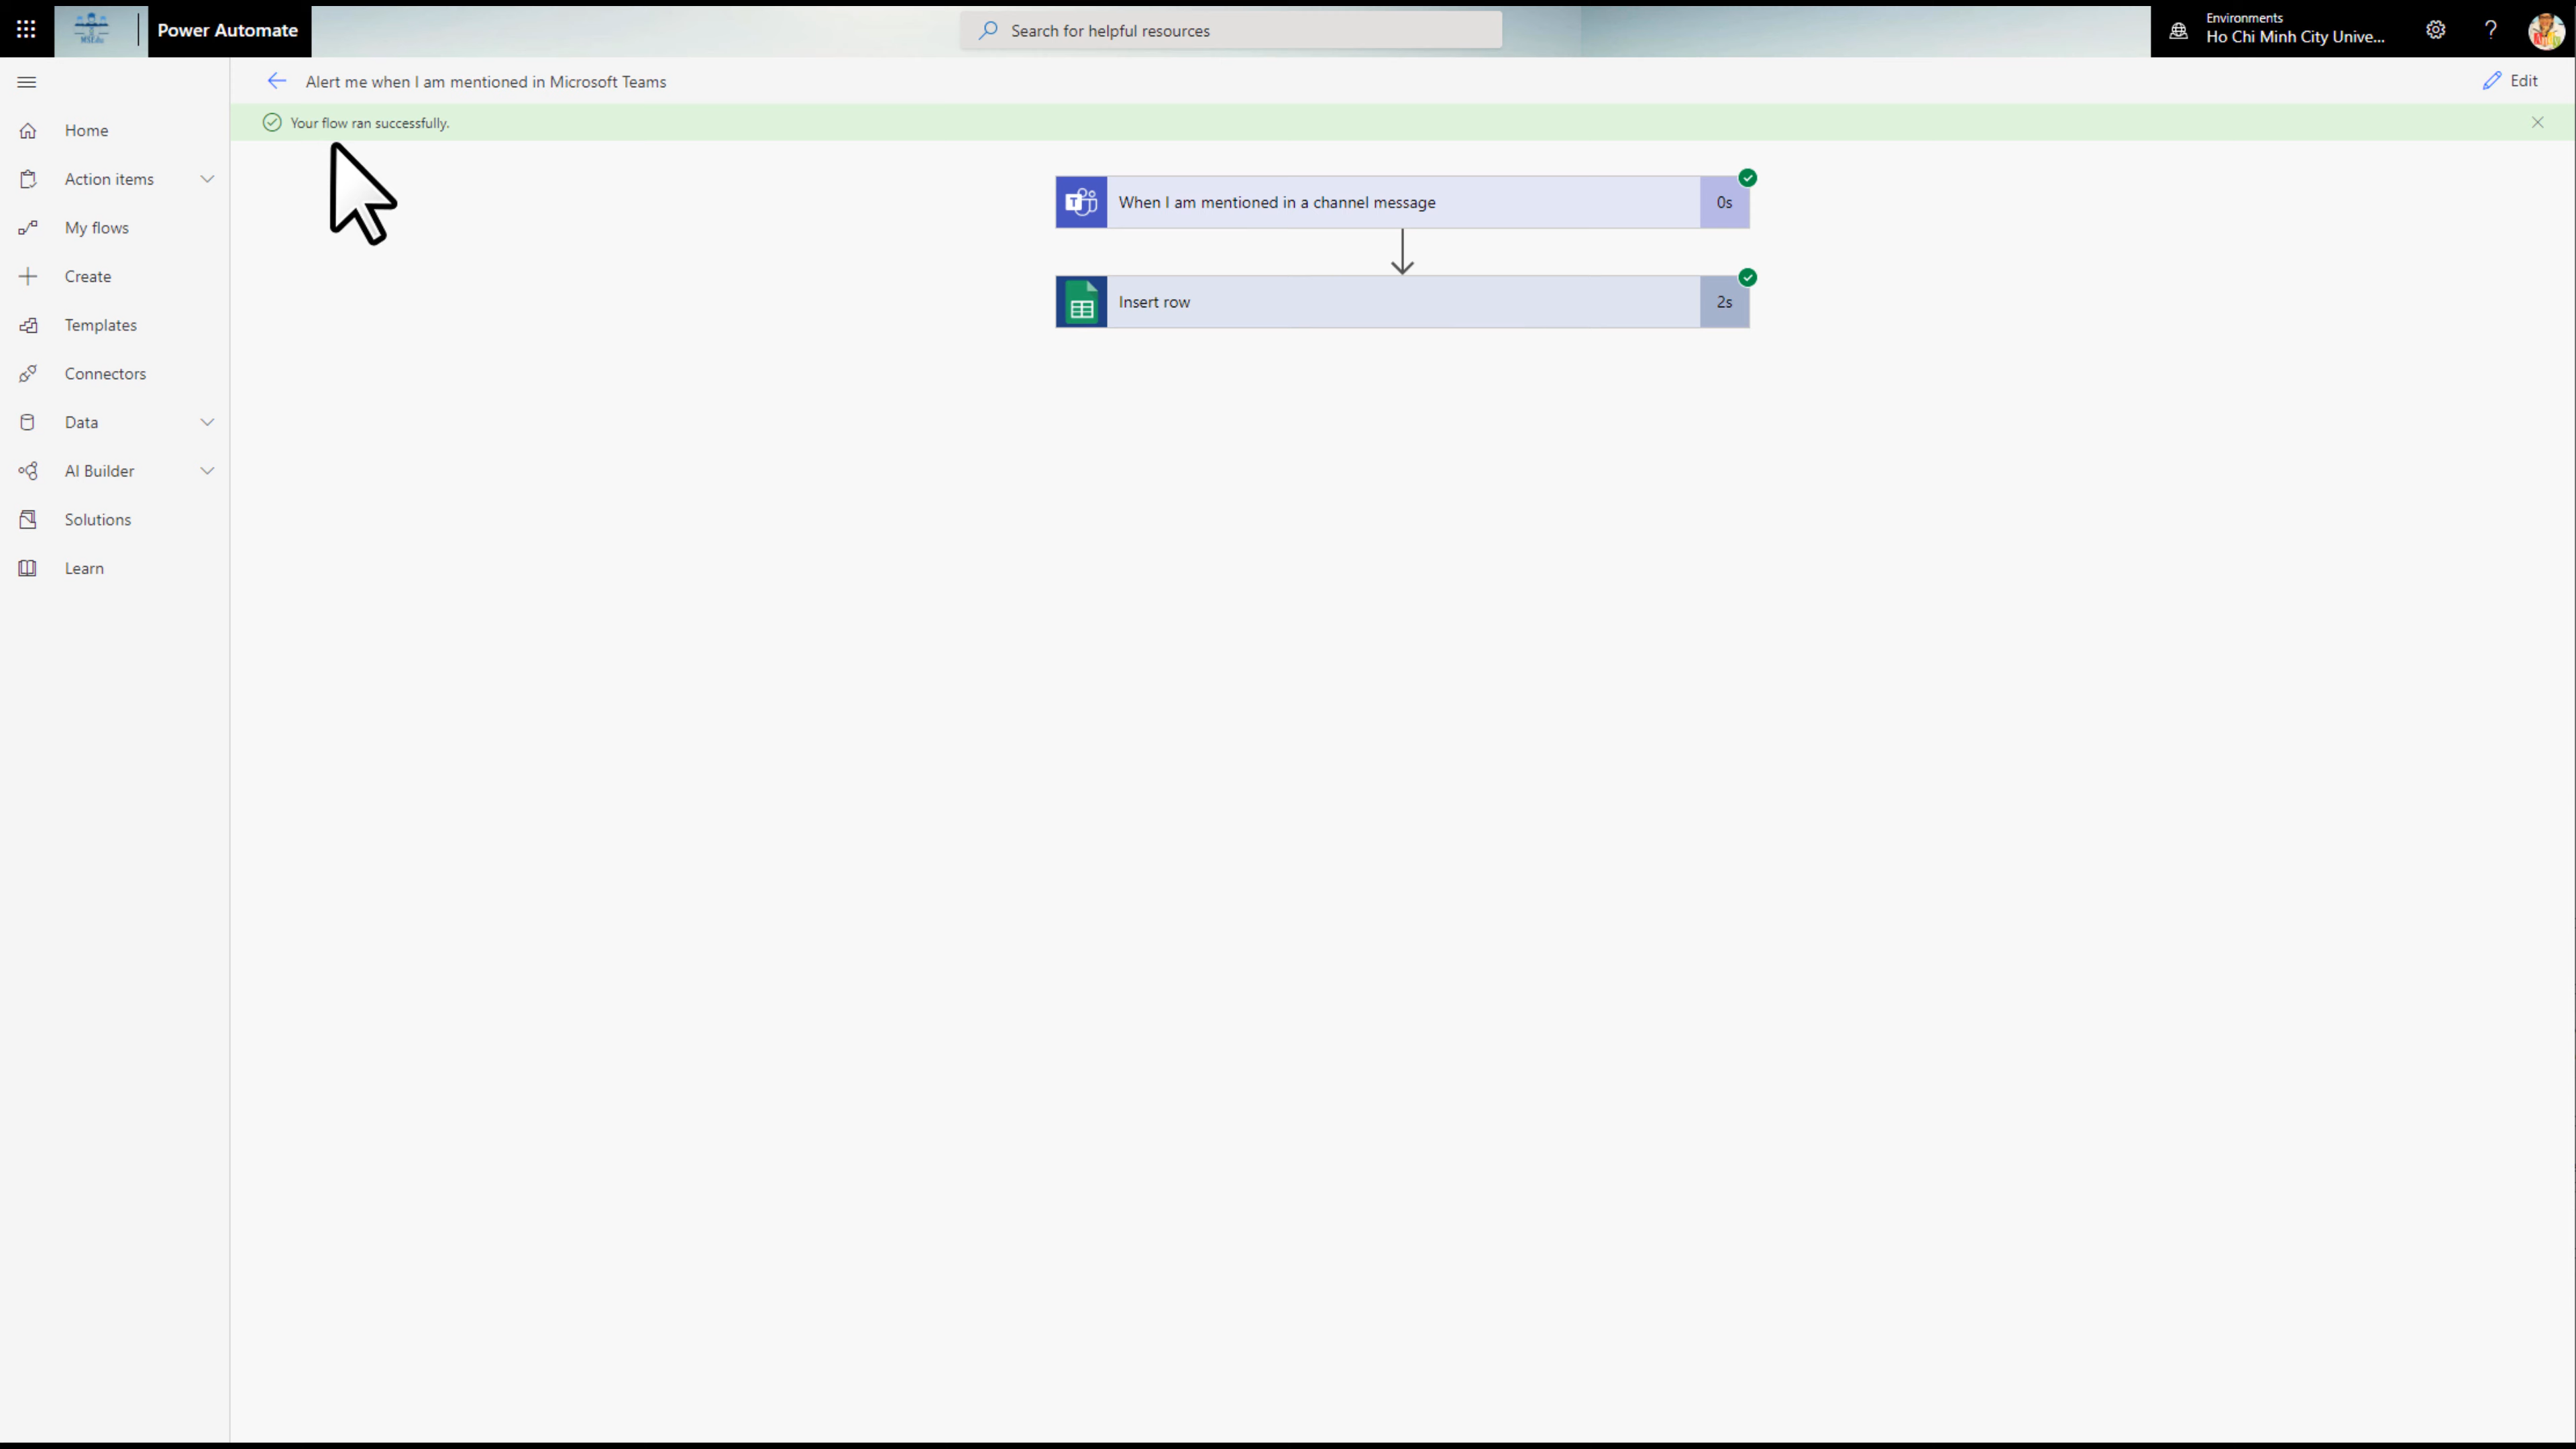 Power Automate
Search for helpful resources
Environments
Ho Chi Minh City Unive...
Alert me when I am mentioned in Microsoft Teams
Edit
Your flow ran successfully.
Home
Action items
My flows
Create
Templates
Connectors
Data
AI Builder
Solutions
Learn
When I am mentioned in a channel message
0s
Insert row
2s